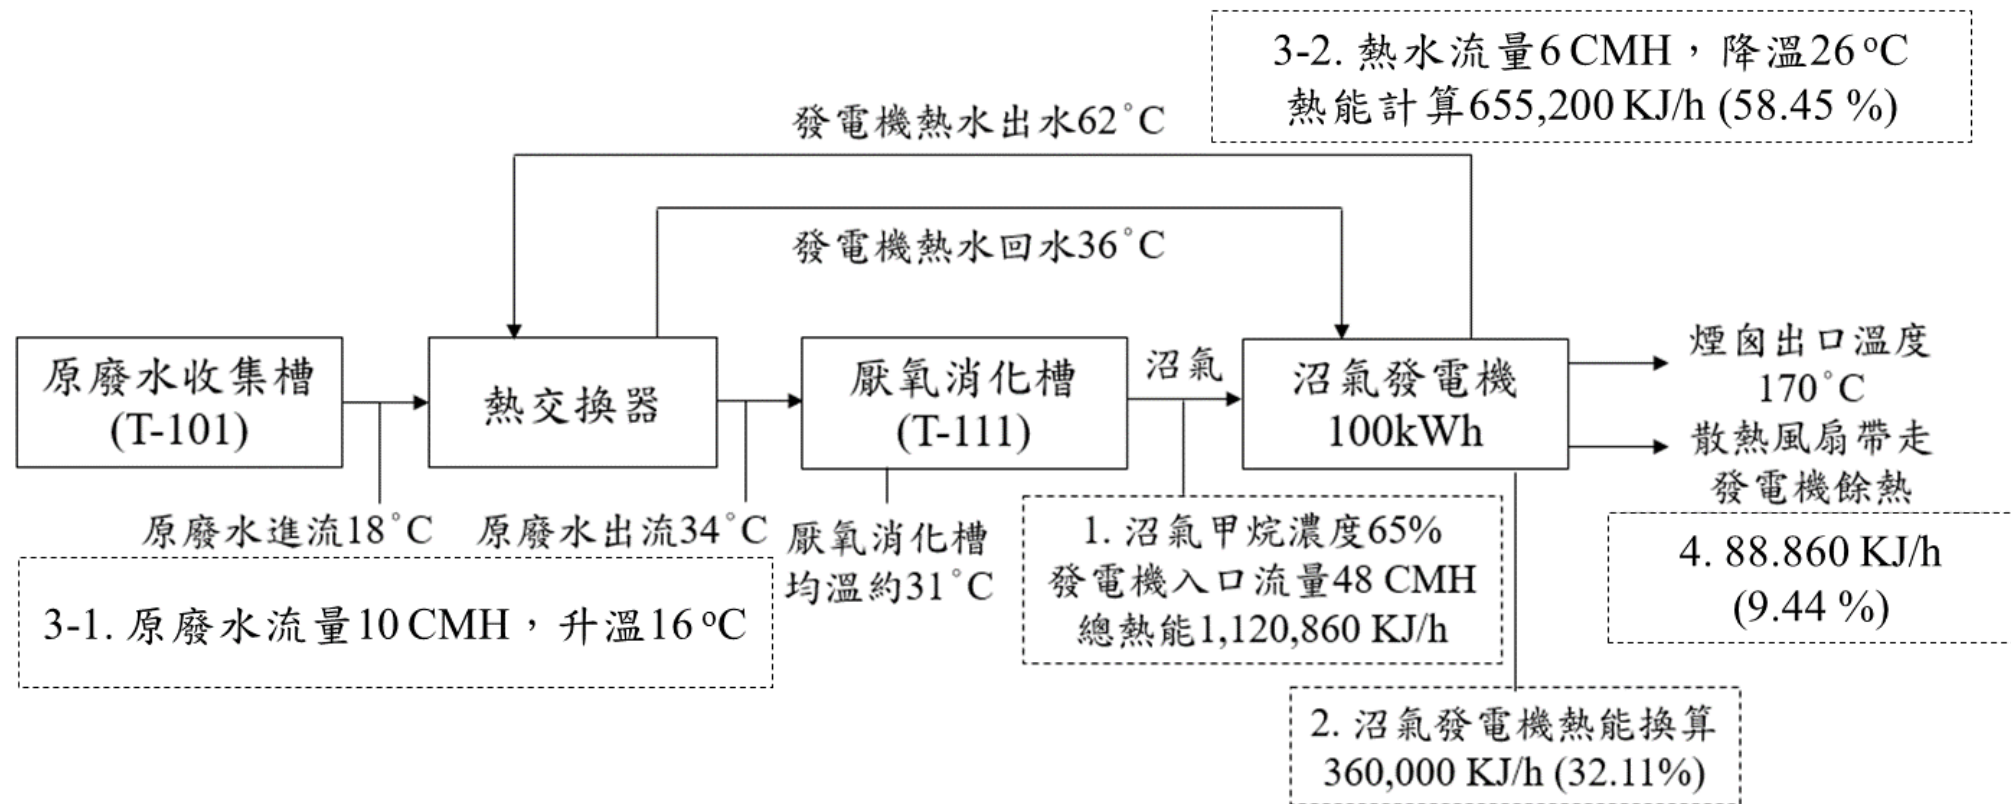 3-2. 熱水流量6 CMH，降溫26 ºC
熱能計算655,200 KJ/h (58.45 %)
發電機熱水出水62°C
發電機熱水回水36°C
原廢水收集槽
(T-101)
熱交換器
厭氧消化槽
(T-111)
沼氣
沼氣發電機
100kWh
煙囪出口溫度
170°C
散熱風扇帶走
發電機餘熱
原廢水進流18°C
原廢水出流34°C
厭氧消化槽
均溫約31°C
3-1. 原廢水流量10 CMH，升溫16 ºC
1. 沼氣甲烷濃度65%
發電機入口流量48 CMH
總熱能1,120,860 KJ/h
4. 88.860 KJ/h
(9.44 %)
2. 沼氣發電機熱能換算
360,000 KJ/h (32.11%)